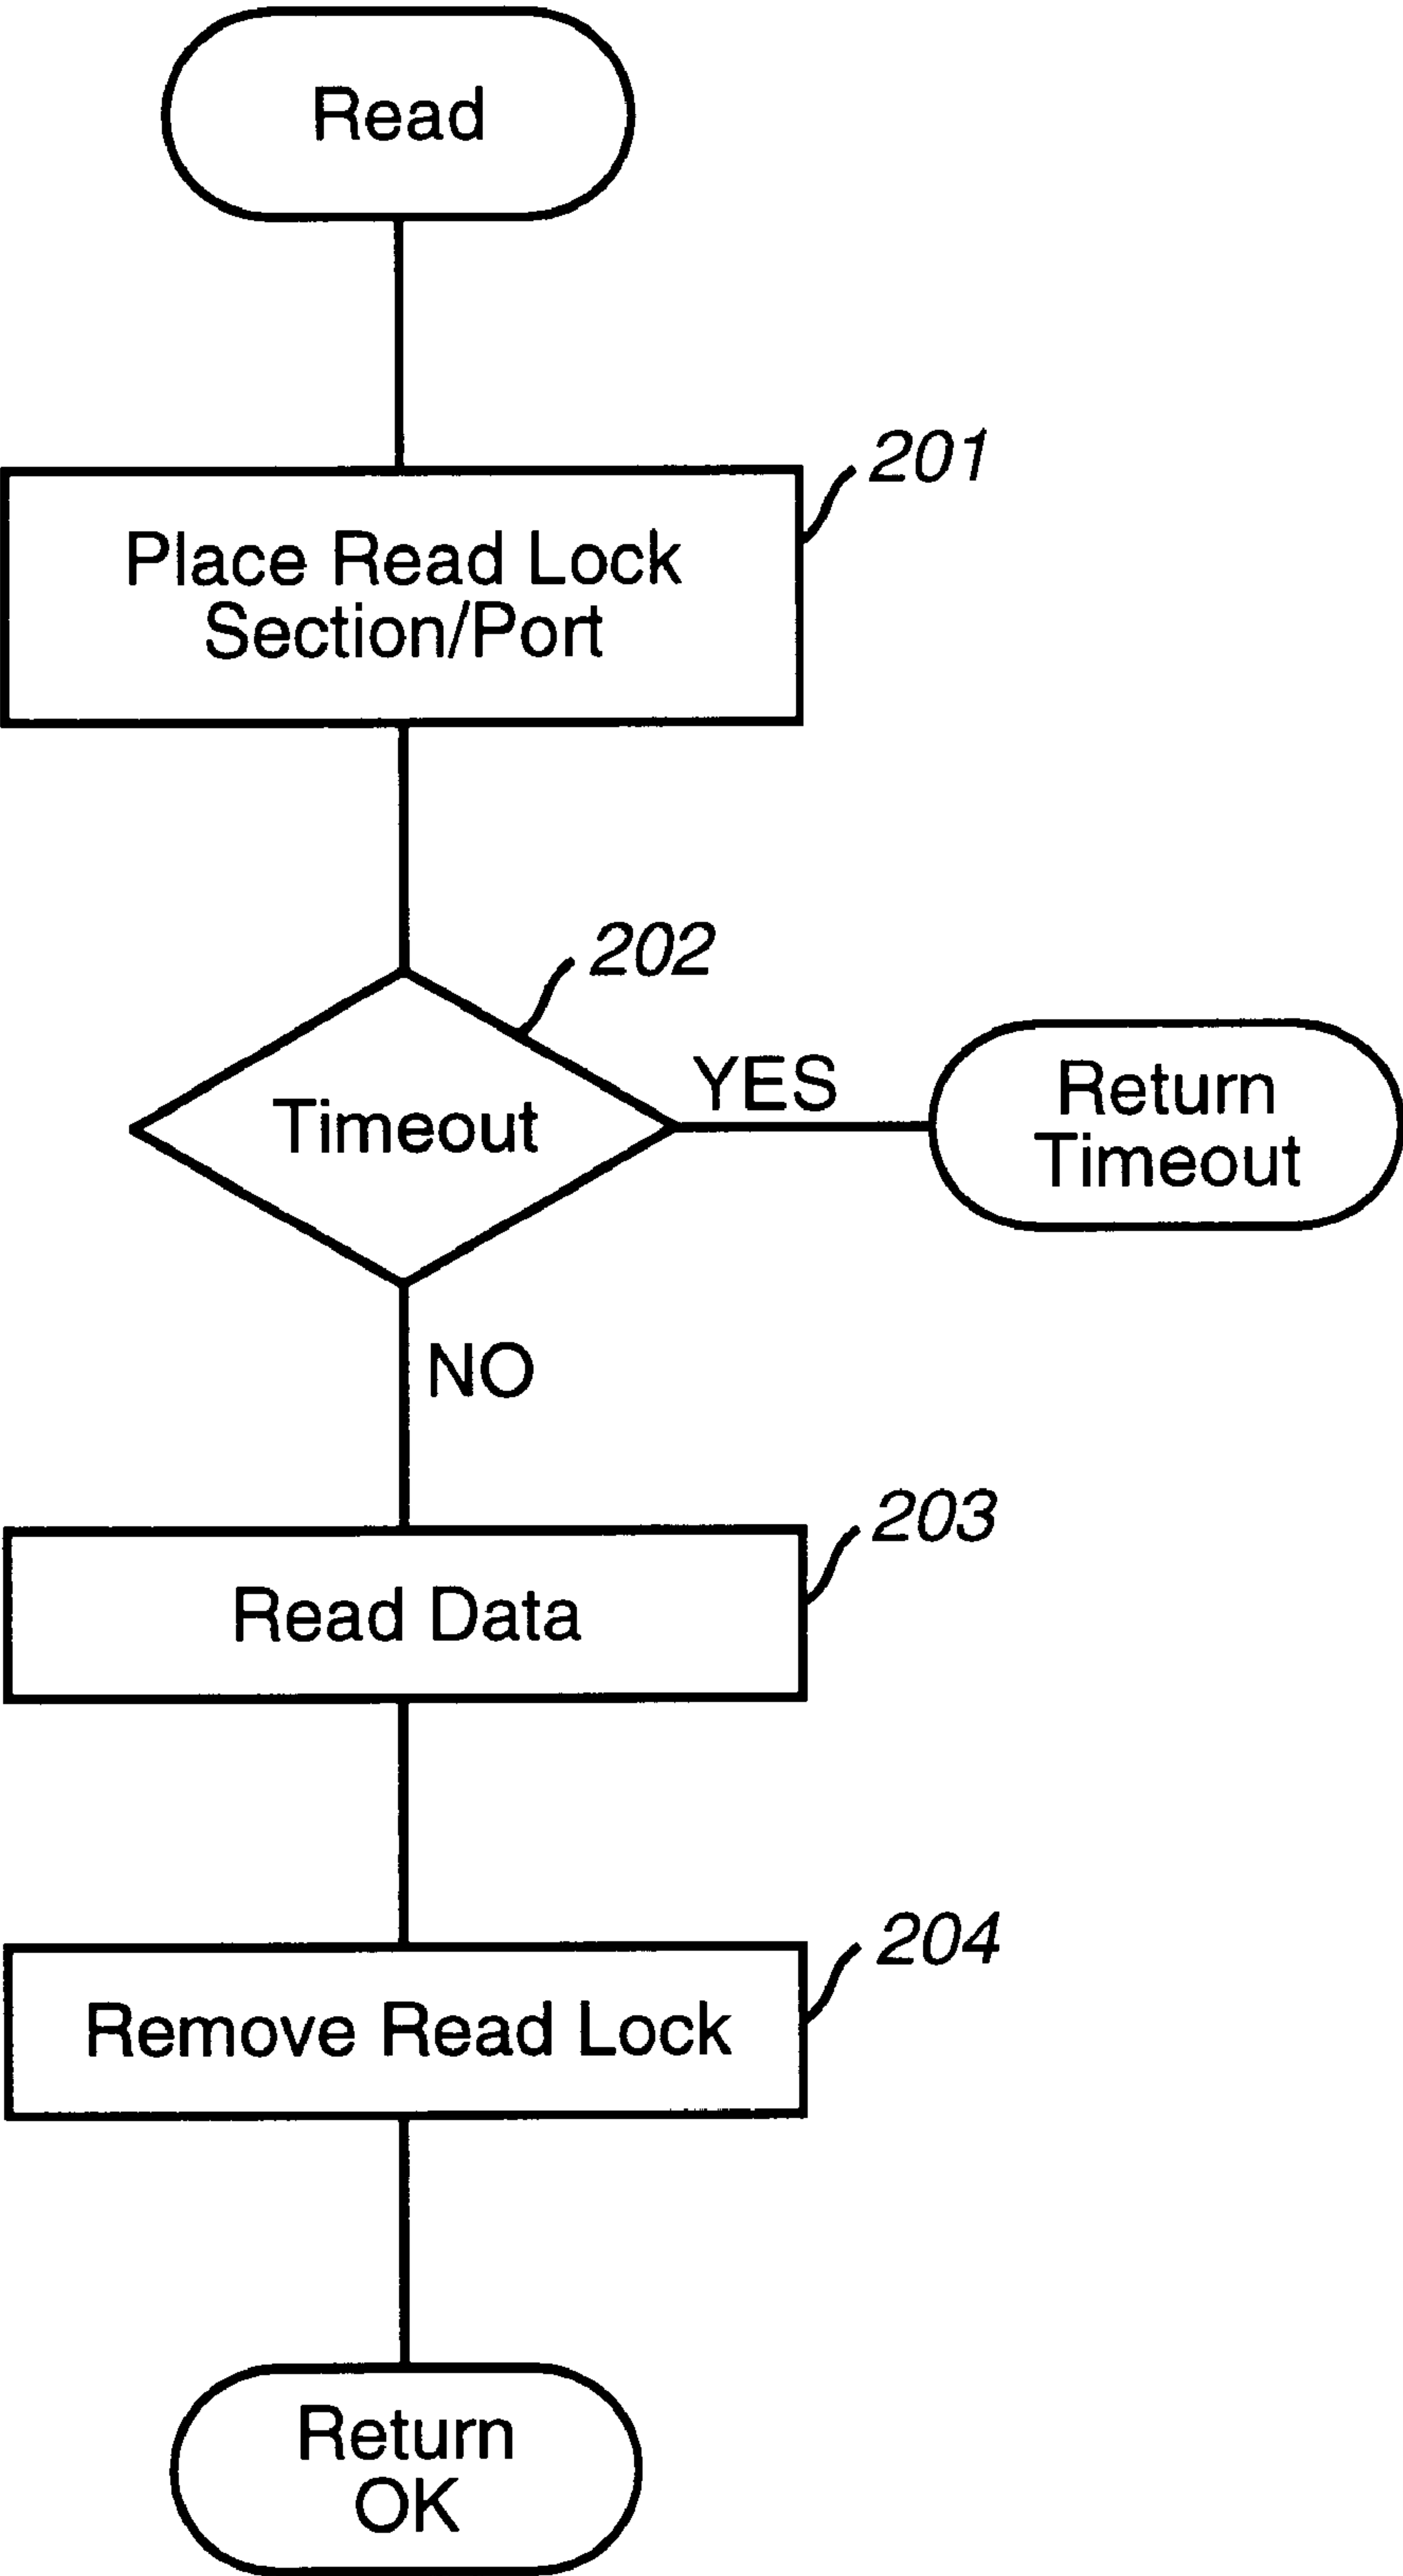 Read
201
Place Read Lock
Section/Port
202
Timeout
YES
Return
Timeout
NO
203
Read Data
204
Remove Read Lock
Return
OK